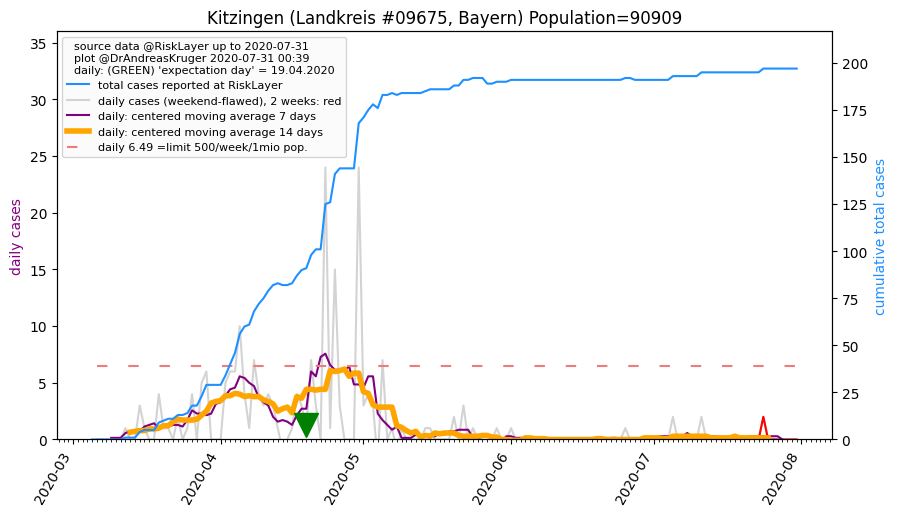 Kitzingen (Landkreis #09675, Bayern) Population=90909
source data @RiskLayer up to 2020-07-31
plot @DrAndreasKruger 2020-07-31 00:39
daily: (GREEN) 'expectation day' = 19.04.2020
total cases reported at RiskLayer
daily cases (weekend-flawed), 2 weeks: red
daily: centered moving average 7 days
daily: centered moving average 14 days
daily 6.49 =limit 500/week/1mio pop.
daily cases
35
30
25
20
15
10
5
0
cumulative total cases
200
175
150
125
100
75
50
25
0
2020-03
2020-04
2020-05
2020-06
2020-07
2020-08